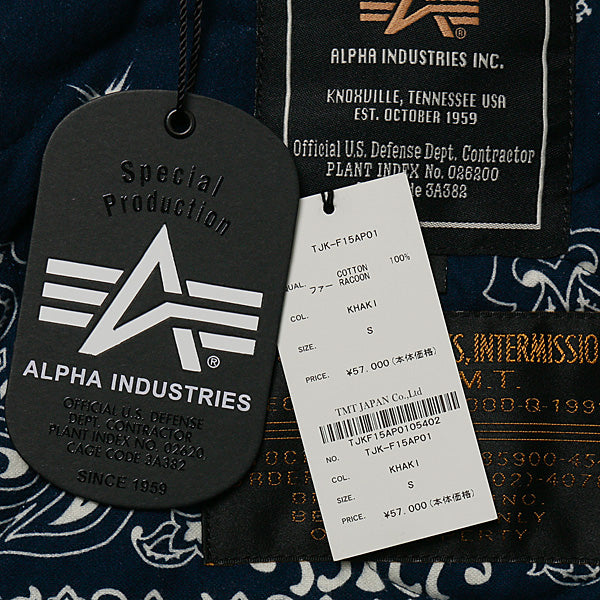 ALPHA INDUSTRIES INC.
KNOXVILLE, TENNESSEE USA
EST. OCTOBER 1959
Official U.S. Defense Dept. Contractor
PLANT INDEX No. 026200
Code 3A382
Special
Production
ALPHA INDUSTRIES
OFFICIAL U.S. DEFENSE
DEPT. CONTRACTOR
PLANT INDEX NO. 02620
CAGE CODE 3A382
SINCE 1959
TJK-F15AP01
QUAL. COTTON 100%
ファー RACOON
COL. KHAKI
SIZE. S
PRICE. ¥57.000(本体価格)
TMT JAPAN Co.,Ltd
TJKF15AP0105402
NO. TJK-F15AP01
COL. KHAKI
SIZE. S
PRICE. ¥57.000(本体価格)
S, INTERMISSIO
M.T.